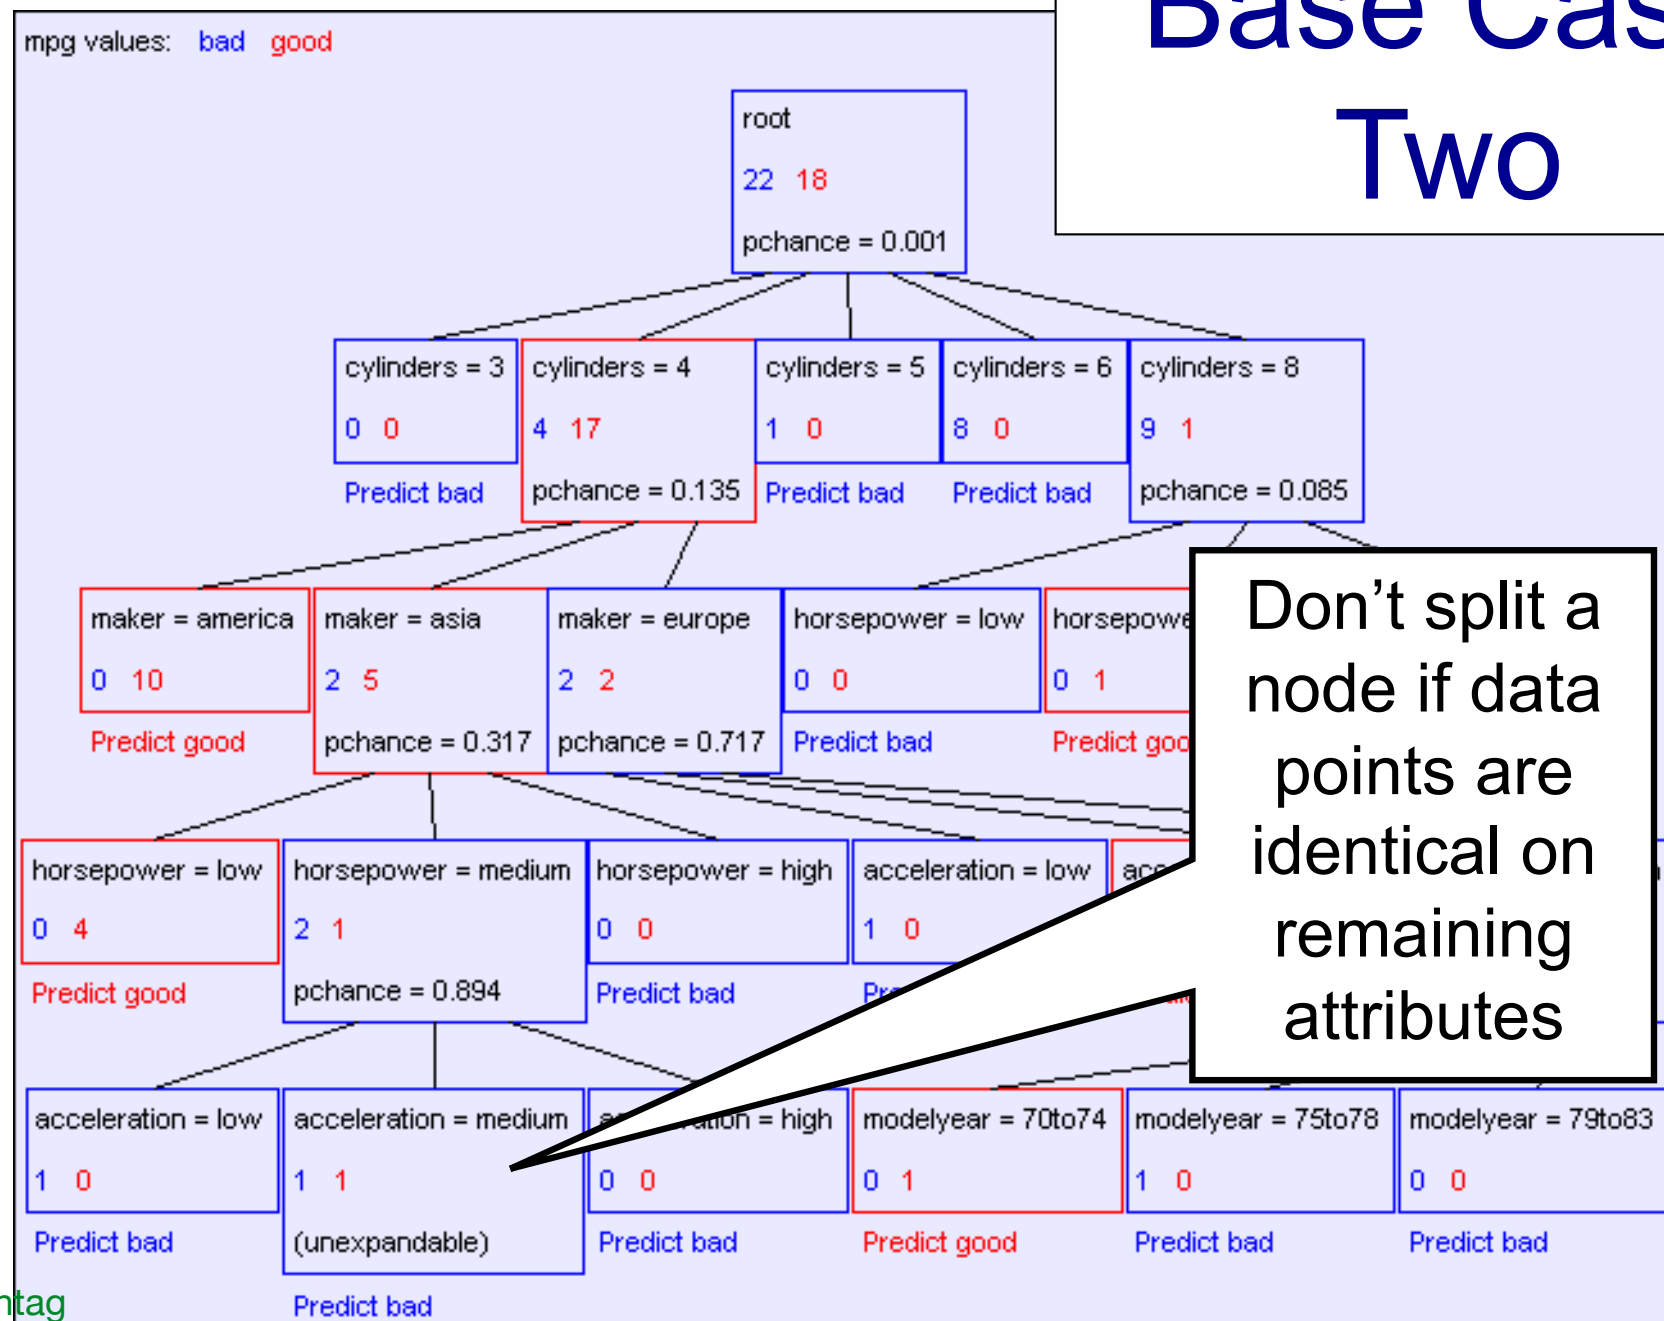 Base Cas
Two
mpg values: bad good
root
22 18
pchance = 0.001
cylinders = 3
0 0
Predict bad
cylinders = 4
4 17
pchance = 0.135
cylinders = 5
1 0
Predict bad
cylinders = 6
8 0
Predict bad
cylinders = 8
9 1
pchance = 0.085
maker = america
0 10
Predict good
maker = asia
2 5
pchance = 0.317
maker = europe
2 2
pchance = 0.717
horsepower = low
0 0
Predict bad
horsepowe
0 1
Predict goo
Don't split a
node if data
points are
identical on
remaining
attributes
horsepower = low
0 4
Predict good
horsepower = medium
2 1
pchance = 0.894
horsepower = high
0 0
Predict bad
acceleration = low
1 0
acceleration = low
1 0
Predict bad
acceleration = medium
1 1
(unexpandable)
Predict bad
= high
0 0
Predict bad
modelyear = 70to74
0 1
Predict good
modelyear = 75to78
1 0
Predict bad
modelyear = 79to83
0 0
Predict bad
ntag